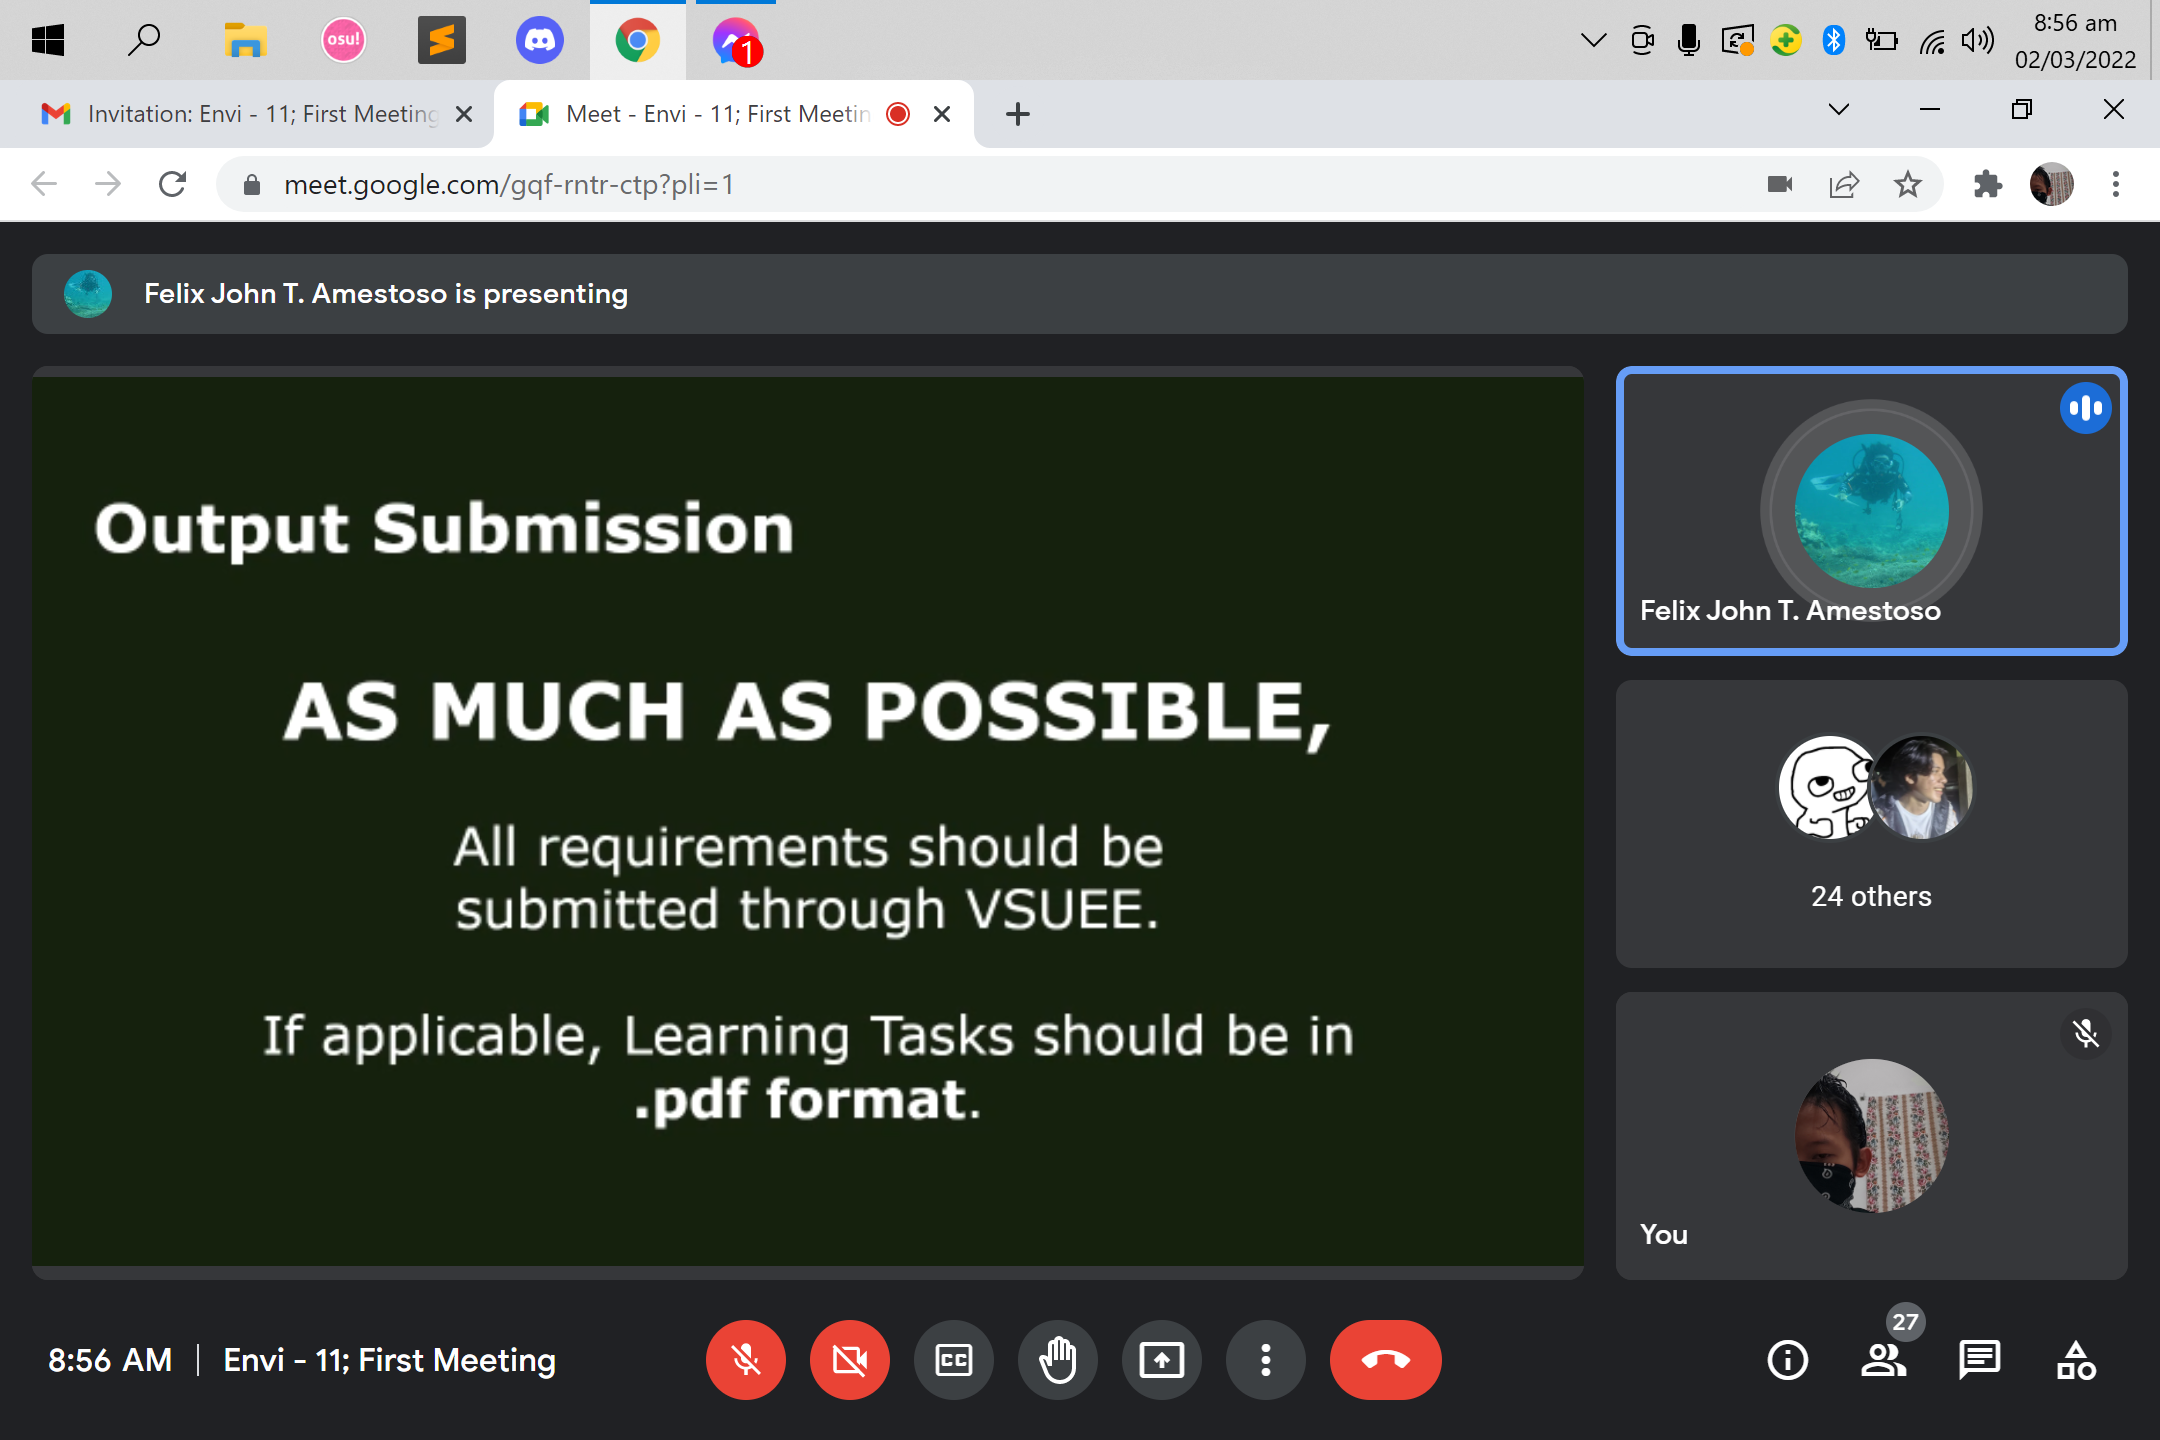 osu!
1
8:56 am
02/03/2022
Invitation: Envi - 11; First Meeting
Meet - Envi - 11; First Meetin
meet.google.com/gqf-rntr-ctp?pli=1
Felix John T. Amestoso is presenting
Output Submission
AS MUCH AS POSSIBLE,
All requirements should be
submitted through VSUEE.
If applicable, Learning Tasks should be in
.pdf format.
Felix John T. Amestoso
24 others
You
8:56 AM | Envi - 11; First Meeting
CC
27